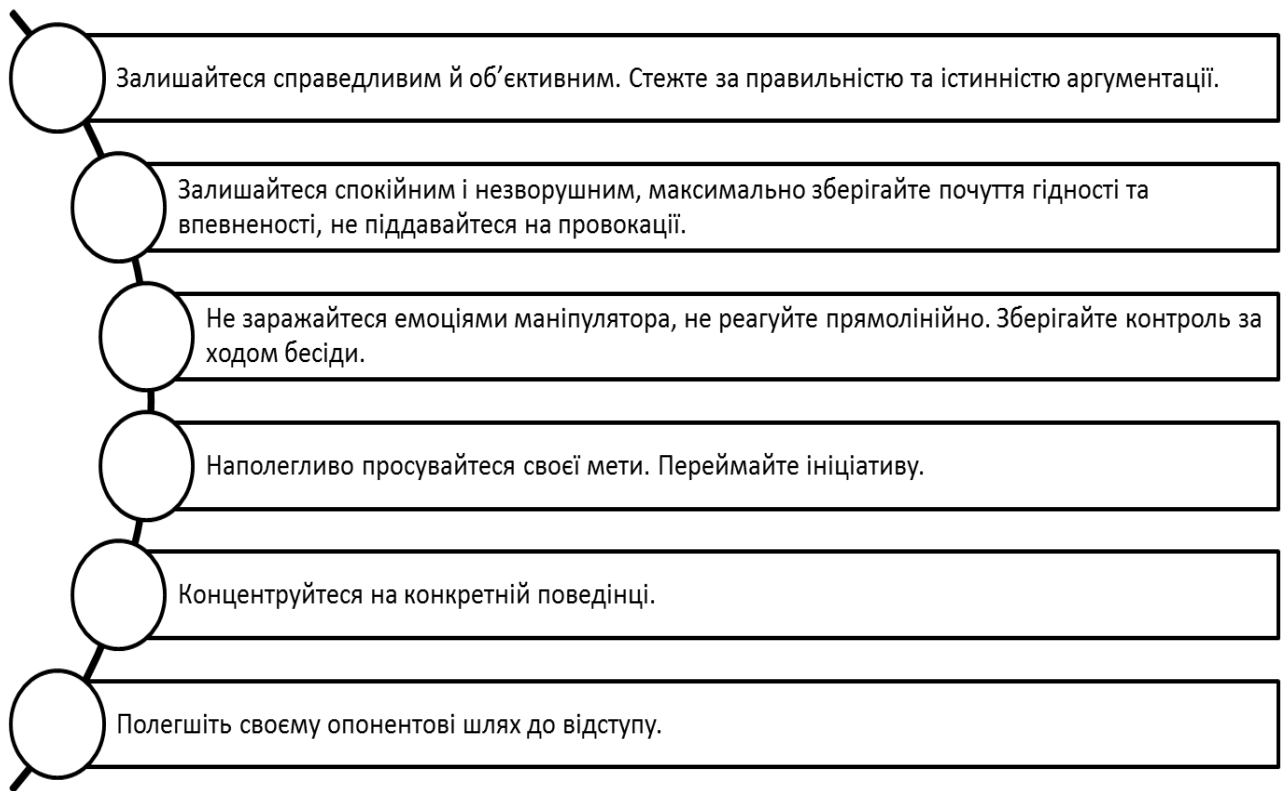 Залишайтеся справедливим й об’єктивним. Стежте за правильністю та істинністю аргументації.
Залишайтеся спокійним і незворушним, максимально зберігайте почуття гідності та
впевненості, не піддавайтеся на провокації.
Не заражайтеся емоціями маніпулятора, не реагуйте прямолінійно. Зберігайте контроль за
ходом бесіди.
Наполегливо просувайтеся своєї мети. Переймайте ініціативу.
Концентруйтеся на конкретній поведінці.
Полегшіть своєму опонентові шлях до відступу.